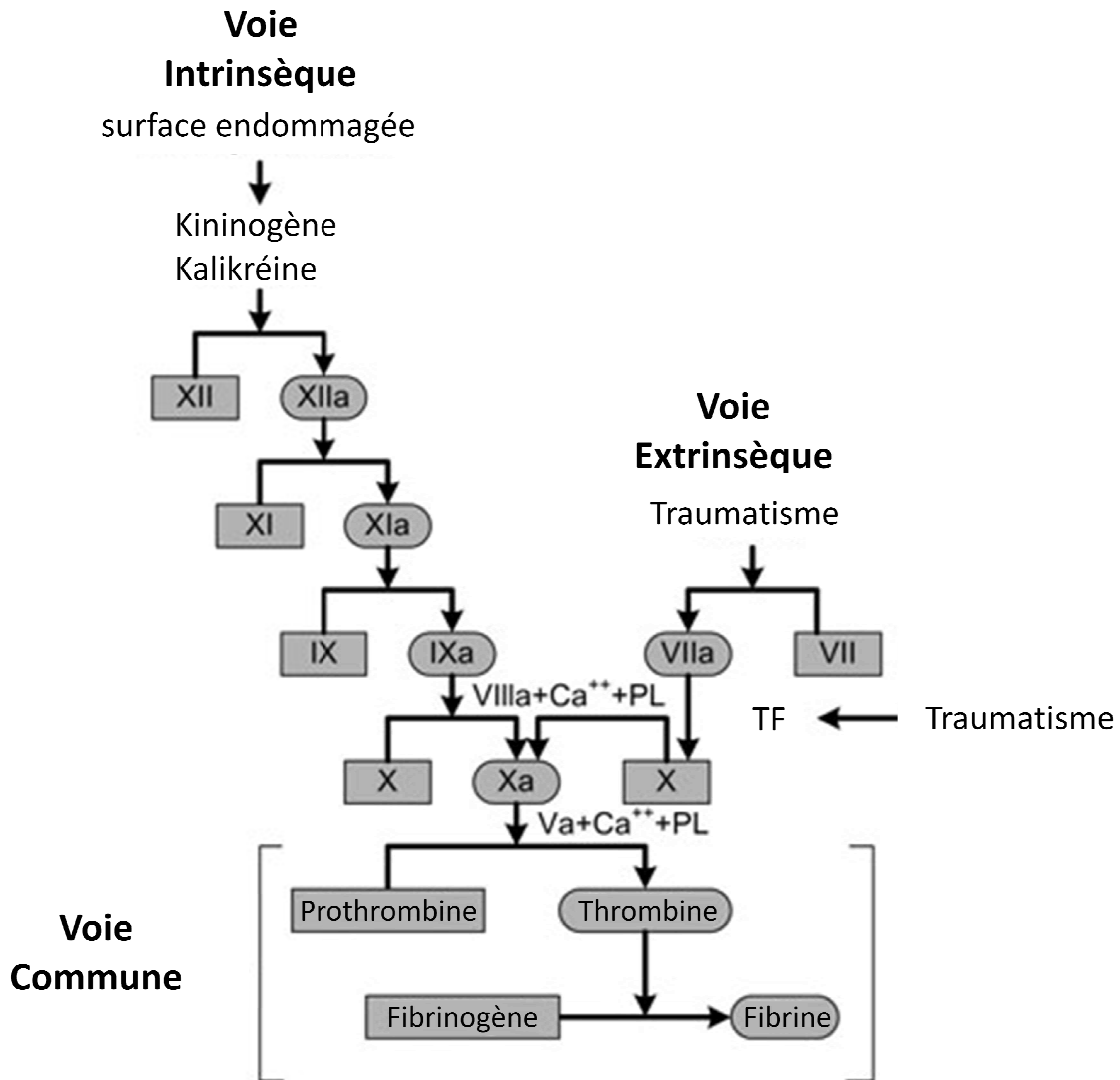 Voie
Intrinsèque
surface endommagée
Kininogène
Kalikréine
XII
XIIa
Voie
Extrinsèque
XI
XIa
Traumatisme
IX
IXa
VIIa
VII
VIIIa+Ca⁺⁺+PL
TF
Traumatisme
X
Xa
X
Va+Ca⁺⁺+PL
Prothrombine
Thrombine
Voie
Commune
Fibrinogène
Fibrine